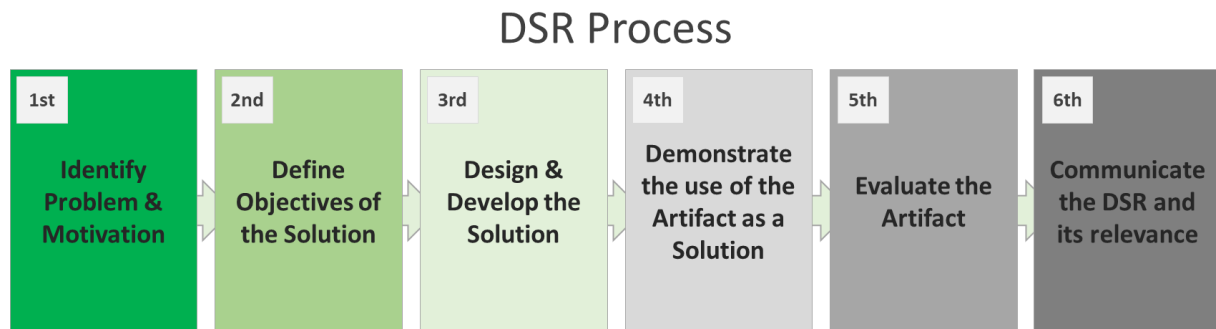 DSR Process
1st
Identify
Problem &
Motivation
2nd
Define
Objectives of
the Solution
3rd
Design &
Develop the
Solution
4th
Demonstrate
the use of the
Artifact as a
Solution
5th
Evaluate the
Artifact
6th
Communicate
the DSR and
its relevance